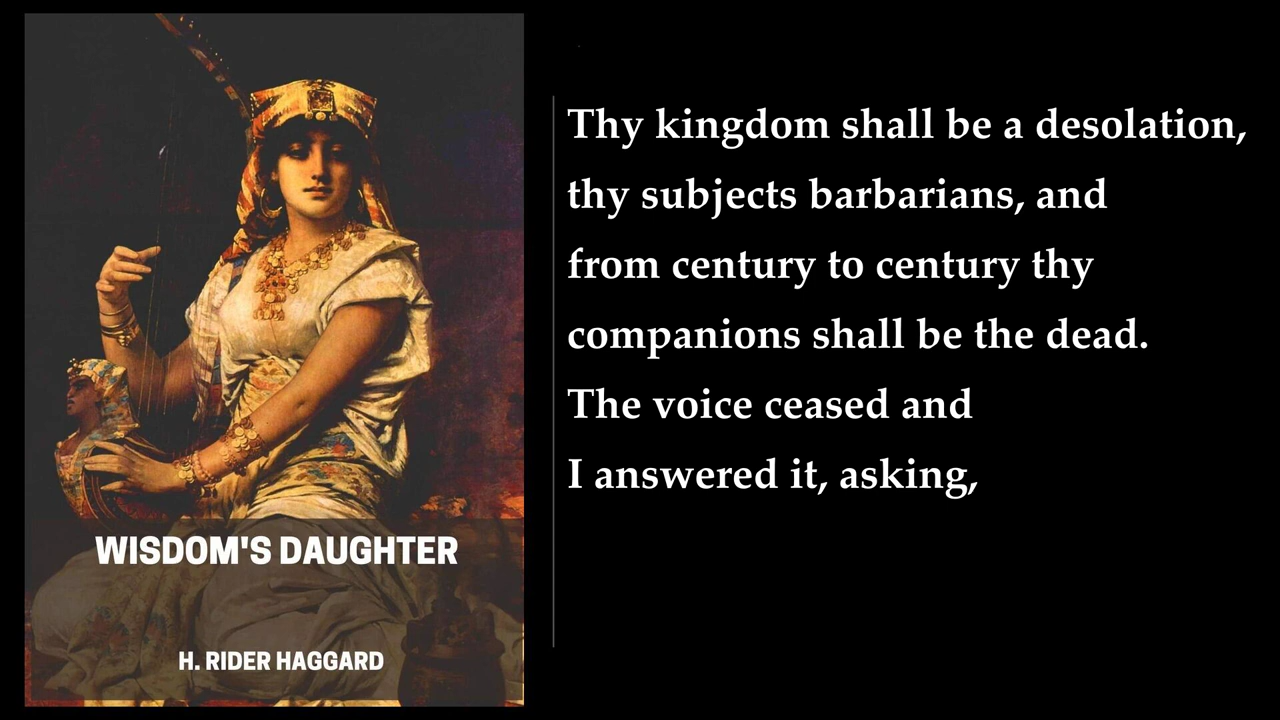 WISDOM'S DAUGHTER
H. RIDER HAGGARD
Thy kingdom shall be a desolation,
thy subjects barbarians, and
from century to century thy
companions shall be the dead.
The voice ceased and
I answered it, asking,